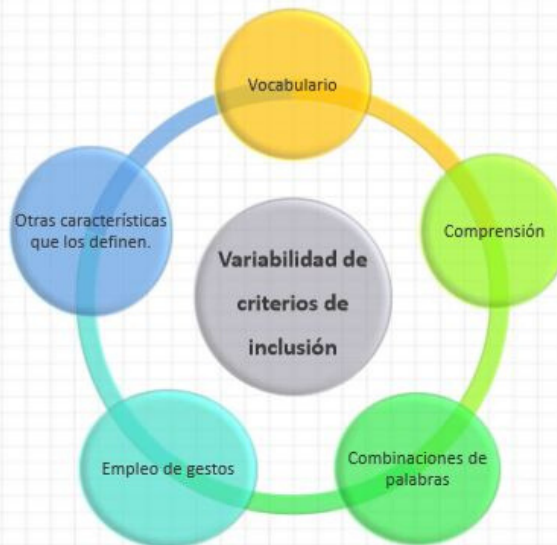 Vocabulario
Comprensión
Combinaciones de
palabras
Empleo de gestos
Otras características
que los definen.
Variabilidad de
criterios de
inclusión